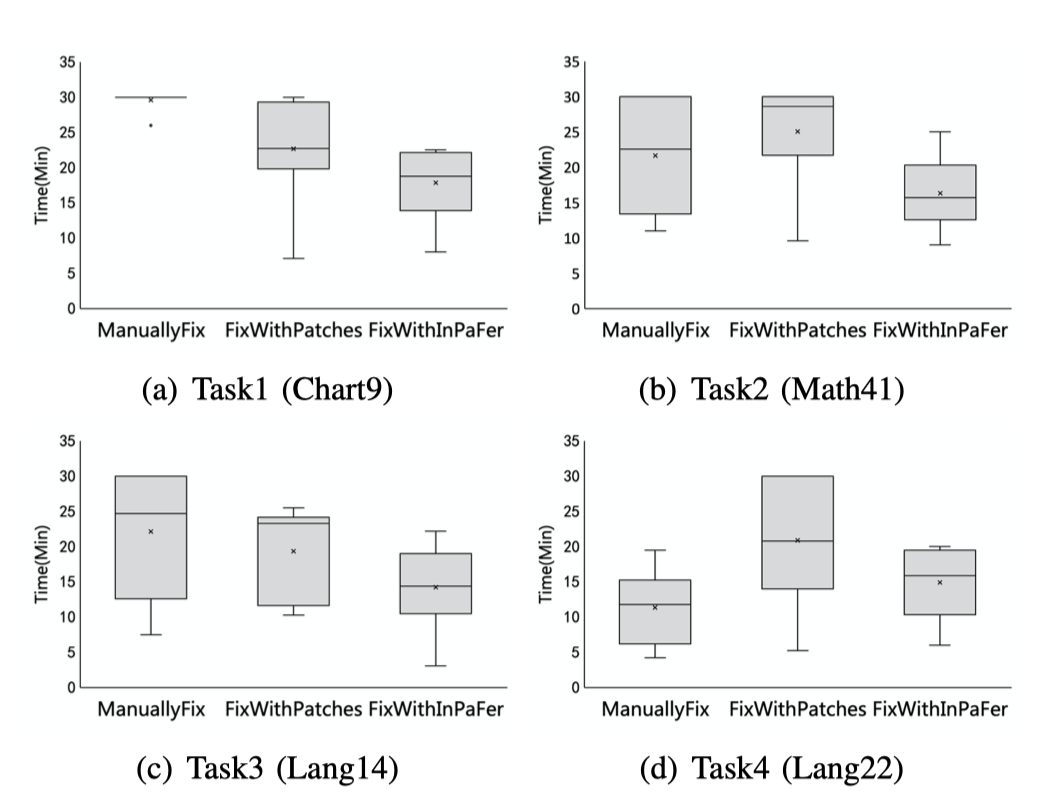 35
30
25
20
15
10
5
0
Time(Min)
ManuallyFix FixWithPatches FixWithInPaFer
(a) Task1 (Chart9)
35
30
25
20
15
10
5
0
Time(Min)
ManuallyFix FixWithPatches FixWithInPaFer
(b) Task2 (Math41)
35
30
25
20
15
10
5
0
Time(Min)
ManuallyFix FixWithPatches FixWithInPaFer
(c) Task3 (Lang14)
35
30
25
20
15
10
5
0
Time(Min)
ManuallyFix FixWithPatches FixWithInPaFer
(d) Task4 (Lang22)